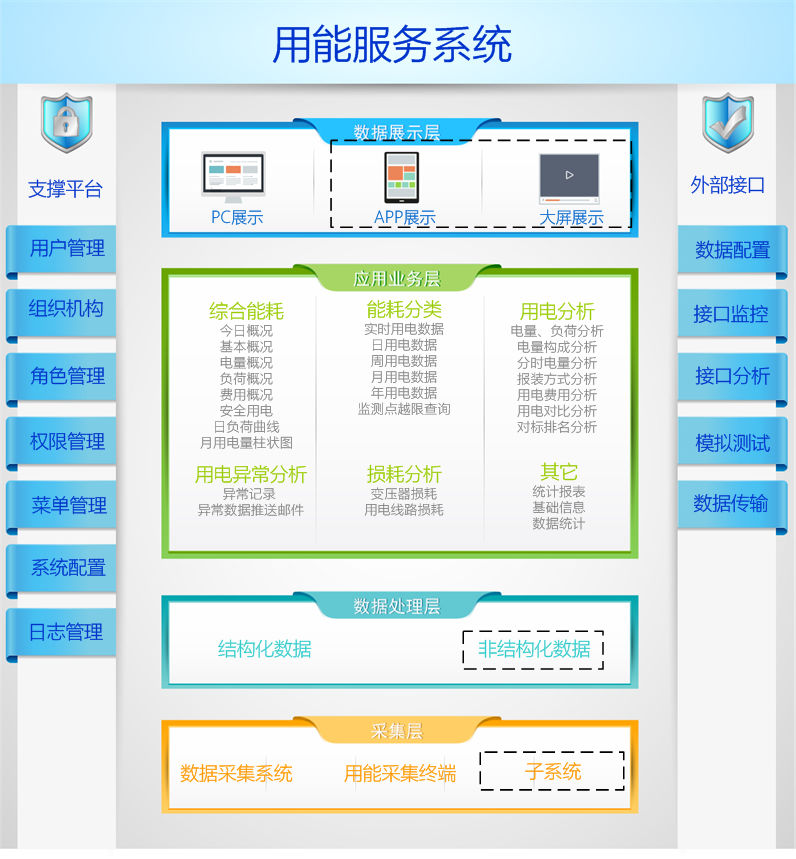 用能服务系统
支撑平台
用户管理
组织机构
角色管理
权限管理
菜单管理
系统配置
日志管理
数据展示层
PC展示
APP展示
大屏展示
应用业务层
综合能耗
今日概况
基本概况
电量概况
负荷概况
费用概况
安全用电
日负荷曲线
月用电量柱状图
能耗分类
实时用电数据
日用电数据
周用电数据
月用电数据
年用电数据
监测点越限查询
用电分析
电量、负荷分析
电量构成分析
分时电量分析
报装方式分析
用电费用分析
用电对比分析
对标排名分析
用电异常分析
异常记录
异常数据推送邮件
损耗分析
变压器损耗
用电线路损耗
其它
统计报表
基础信息
数据统计
数据处理层
结构化数据
非结构化数据
采集层
数据采集系统
用能采集终端
子系统
外部接口
数据配置
接口监控
接口分析
模拟测试
数据传输